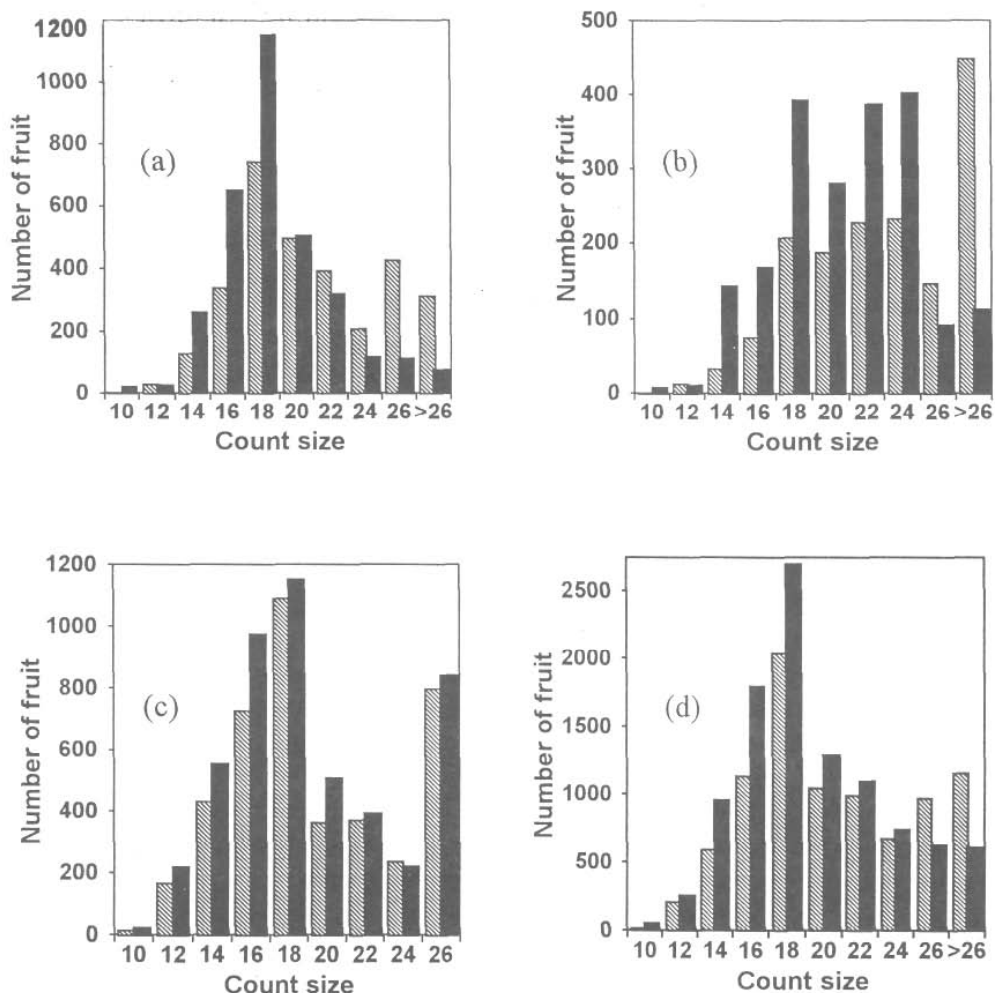 1200
1000
800
600
400
200
0
Number of fruit
(a)
10 12 14 16 18 20 22 24 26 >26
Count size
500
400
300
200
100
0
Number of fruit
(b)
10 12 14 16 18 20 22 24 26 >26
Count size
1200
1000
800
600
400
200
0
Number of fruit
(c)
10 12 14 16 18 20 22 24 26
Count size
2500
2000
1500
1000
500
0
Number of fruit
(d)
10 12 14 16 18 20 22 24 26 >26
Count size